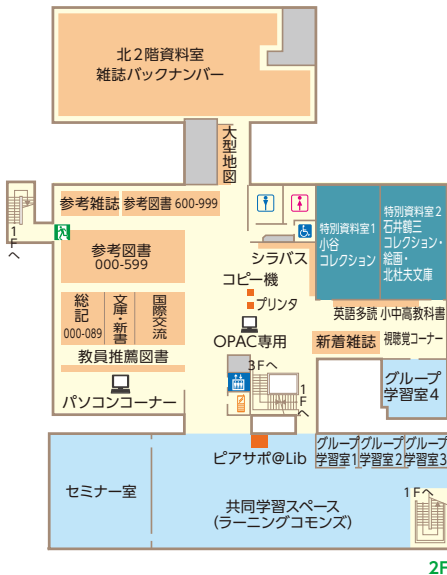 北2階資料室
雑誌バックナンバー
大型地図
参考雑誌
参考図書 600-999
1Fへ
参考図書
000-599
特別資料室1
小谷
コレクション
特別資料室2
石井鶴三
コレクション・
絵画・
北杜夫文庫
シラバス
コピー機
プリンタ
総記
000-089
文庫・新書
国際交流
OPAC専用
英語多読
小中高教科書
新着雑誌
視聴覚コーナー
教員推薦図書
3Fへ
1Fへ
グループ
学習室4
パソコンコーナー
ピアサポ@Lib
グループ
学習室1
グループ
学習室2
グループ
学習室3
セミナー室
共同学習スペース
(ラーニングコモンズ)
1Fへ
2F